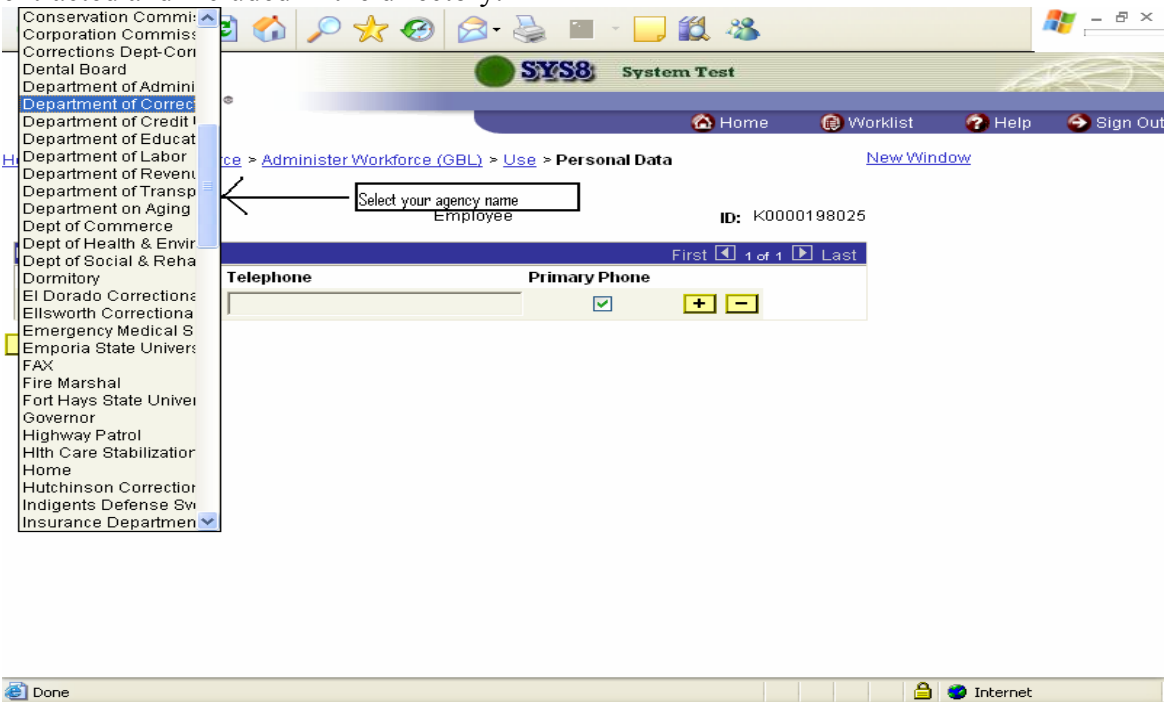 Conservation Commis
Corporation Commiss
Corrections Dept-Corr
Dental Board
Department of Admini
Department of Correct
Department of Credit
Department of Educat
Department of Labor
Department of Revenu
Department of Transp
Department on Aging
Dept of Commerce
Dept of Health & Envir
Dept of Social & Reha
Dormitory
El Dorado Correctiona
Ellsworth Correctiona
Emergency Medical S
Emporia State Univers
FAX
Fire Marshal
Fort Hays State Univer
Governor
Highway Patrol
Hlth Care Stabilization
Home
Hutchinson Correction
Indigents Defense Sv
Insurance Departmen
SYS8 System Test
Home Worklist Help Sign Out
ce > Administer Workforce (GBL) > Use > Personal Data New Window
Select your agency name
Employee ID: K0000198025
First 1 of 1 Last
Telephone Primary Phone
+ −
Done Internet